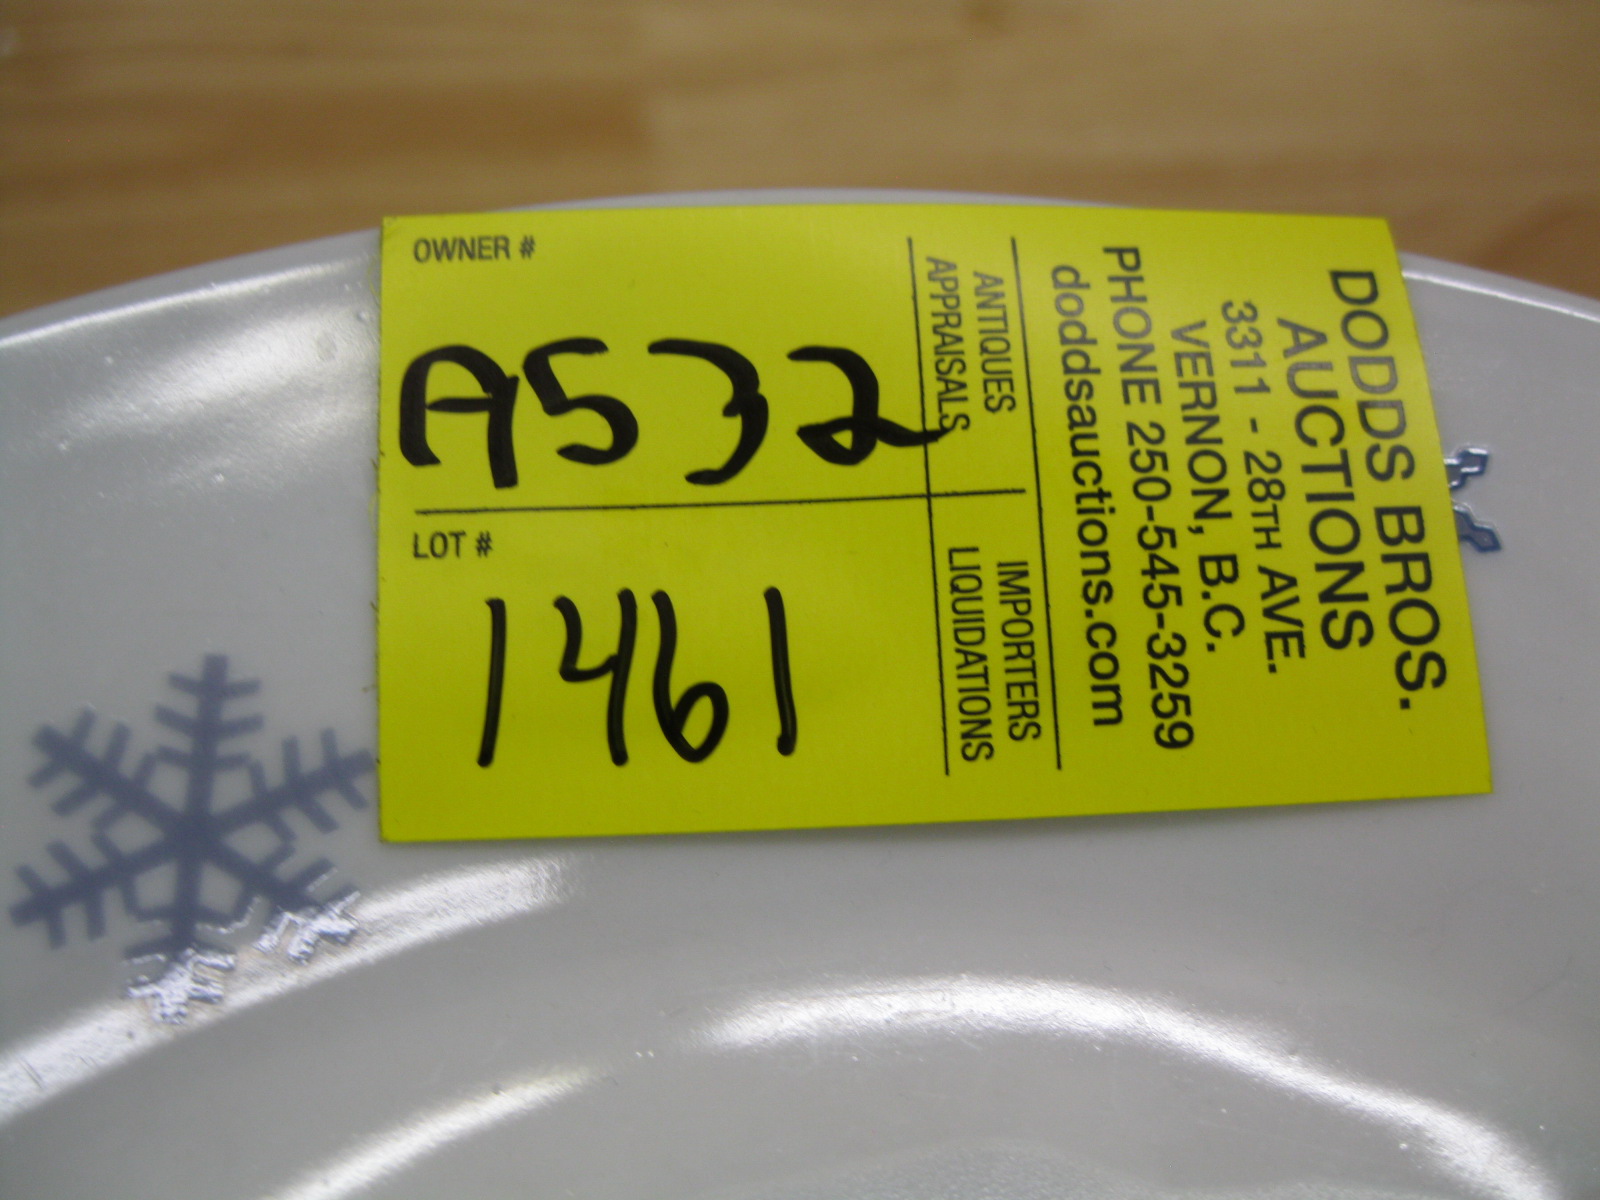 OWNER #
A532
LOT #
1461
ANTIQUES
APPRAISALS
IMPORTERS
LIQUIDATIONS
DODDS BROS.
AUCTIONS
3311 - 28TH AVE.
VERNON, B.C.
PHONE 250-545-3259
doddsauctions.com